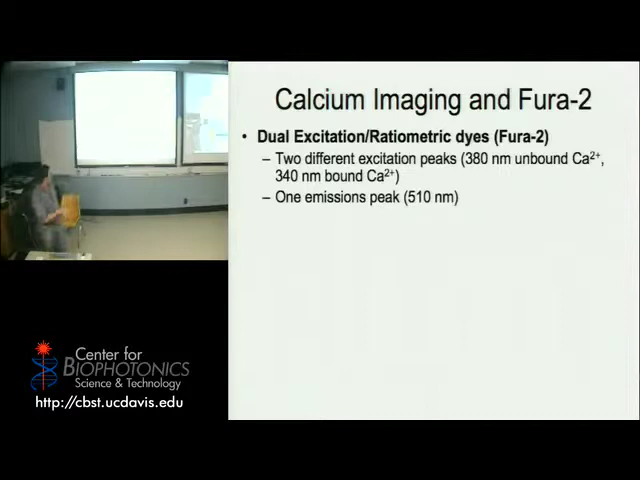 Calcium Imaging and Fura-2
• Dual Excitation/Ratiometric dyes (Fura-2)
– Two different excitation peaks (380 nm unbound Ca²⁺,
340 nm bound Ca²⁺)
– One emissions peak (510 nm)
Center for
BIOPHOTONICS
Science & Technology
http://cbst.ucdavis.edu